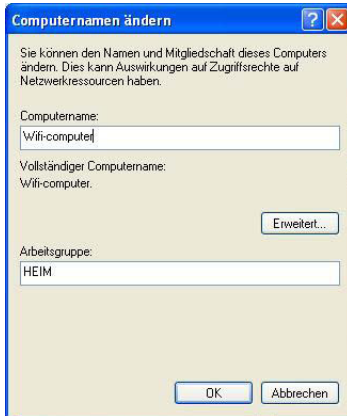 Computernamen ändern
Sie können den Namen und Mitgliedschaft dieses Computers
ändern. Dies kann Auswirkungen auf Zugriffsrechte auf
Netzwerkressourcen haben.
Computername:
Wifi-computer
Vollständiger Computername:
Wifi-computer.
Erweitert...
Arbeitsgruppe:
HEIM
OK
Abbrechen